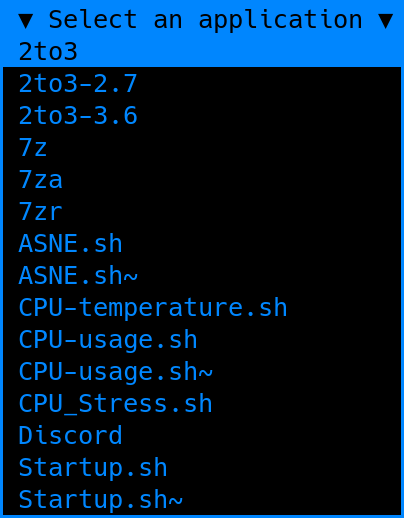 ▼ Select an application ▼
2to3
2to3-2.7
2to3-3.6
7z
7za
7zr
ASNE.sh
ASNE.sh~
CPU-temperature.sh
CPU-usage.sh
CPU-usage.sh~
CPU_Stress.sh
Discord
Startup.sh
Startup.sh~